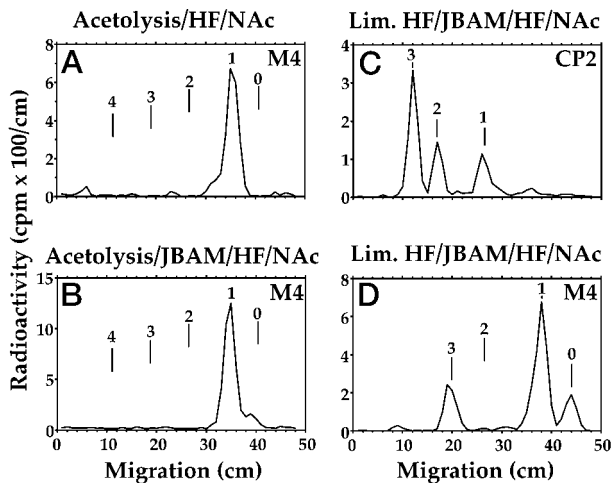 Acetolysis/HF/NAc
A
M4
8
6
4
2
0
4
3
2
1
0
Lim. HF/JBAM/HF/NAc
C
CP2
4
3
2
1
0
3
2
1
Acetolysis/JBAM/HF/NAc
B
M4
15
10
5
0
4
3
2
1
0
0 10 20 30 40 50
Migration (cm)
Lim. HF/JBAM/HF/NAc
D
M4
8
6
4
2
0
3
2
1
0
0 10 20 30 40 50
Migration (cm)
Radioactivity (cpm x 100/cm)